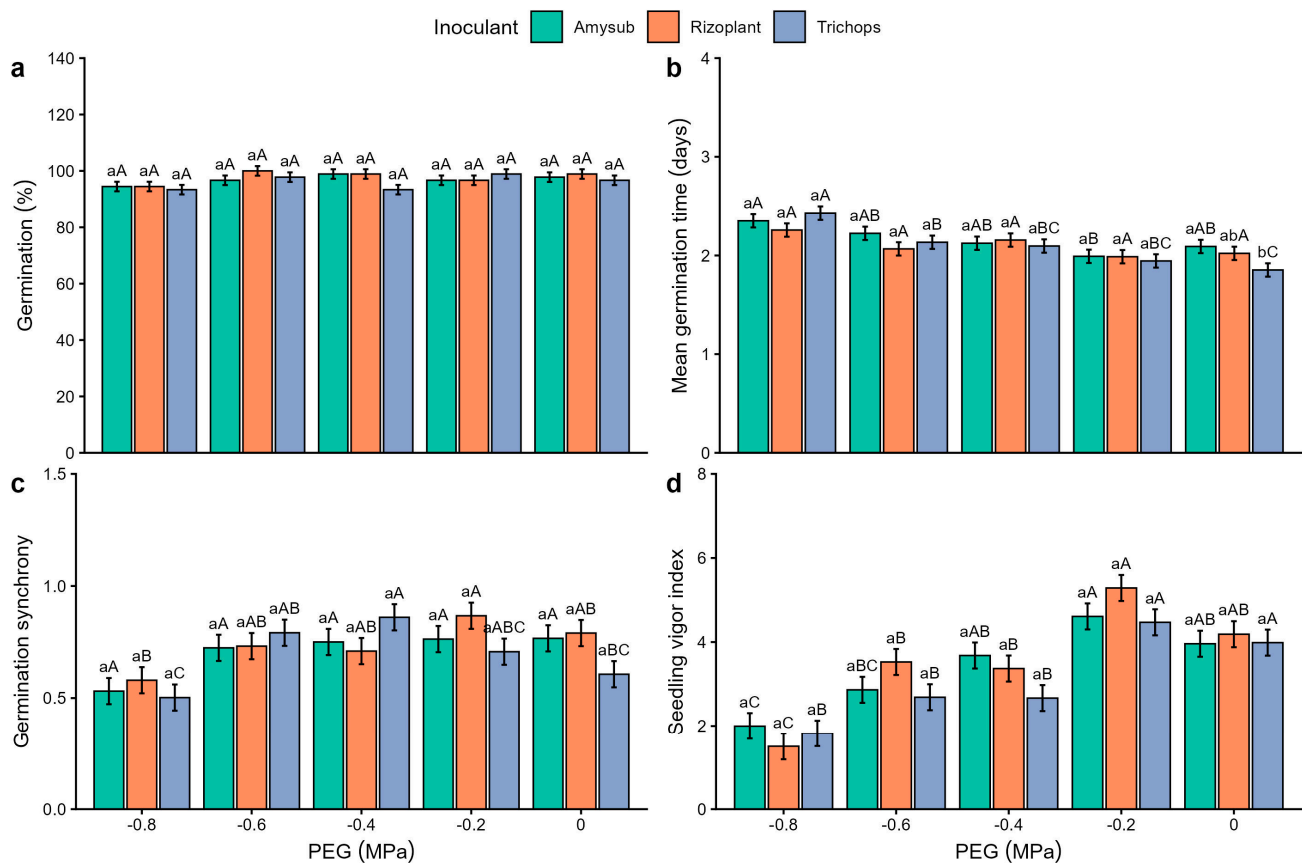 Inoculant Amysub Rizoplant Trichops
a
Germination (%)
140
120
100
80
60
40
20
0
aA aA aA aA aA aA aA aA aA aA aA aA aA aA aA
b
Mean germination time (days)
4
3
2
1
0
aA aA aA aAB aA aB aAB aA aBC aB aA aBC aAB abA bC
c
Germination synchrony
1.5
1.0
0.5
0.0
aA aB aC aA aAB aAB aA aAB aA aA aA aABC aA aAB aBC
-0.8 -0.6 -0.4 -0.2 0
PEG (MPa)
d
Seedling vigor index
8
6
4
2
0
aC aC aB aBC aB aB aAB aB aB aA aA aA aAB aAB aA
-0.8 -0.6 -0.4 -0.2 0
PEG (MPa)